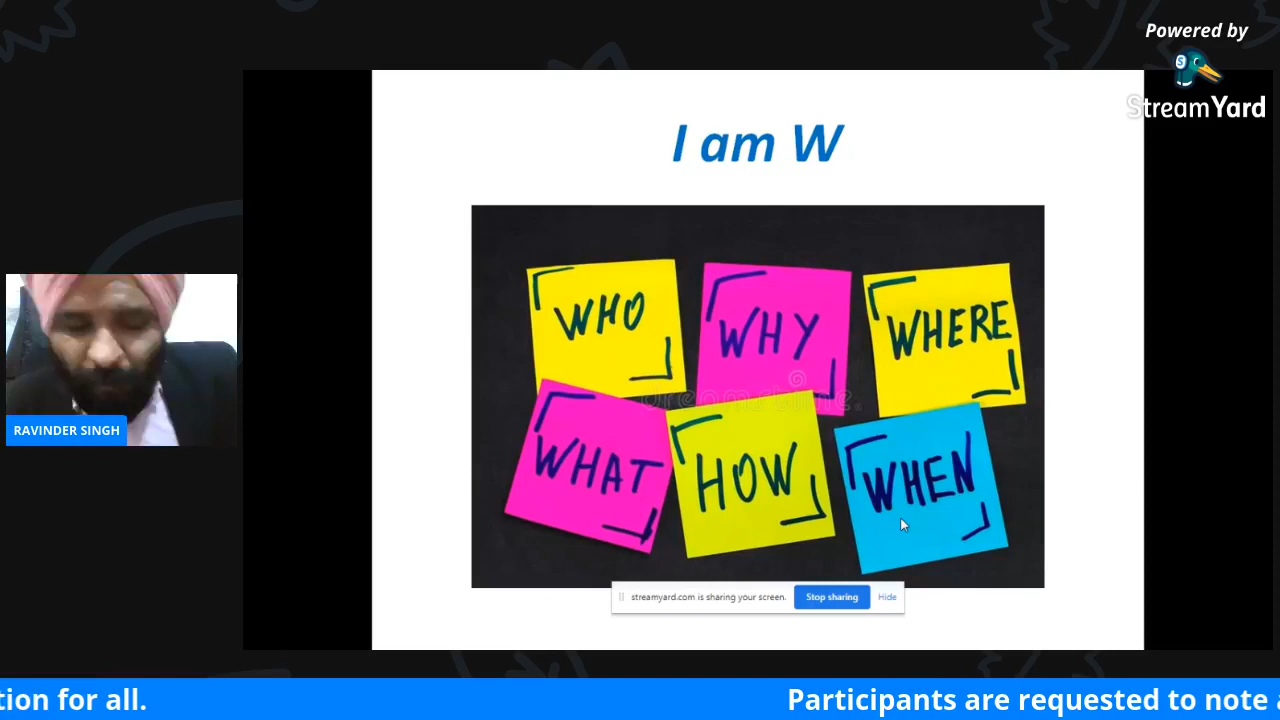 Powered by
StreamYard
I am W
WHO
WHY
WHERE
WHAT
HOW
WHEN
dreamstime.
RAVINDER SINGH
streamyard.com is sharing your screen.
Stop sharing
Hide
tion for all.
Participants are requested to note a